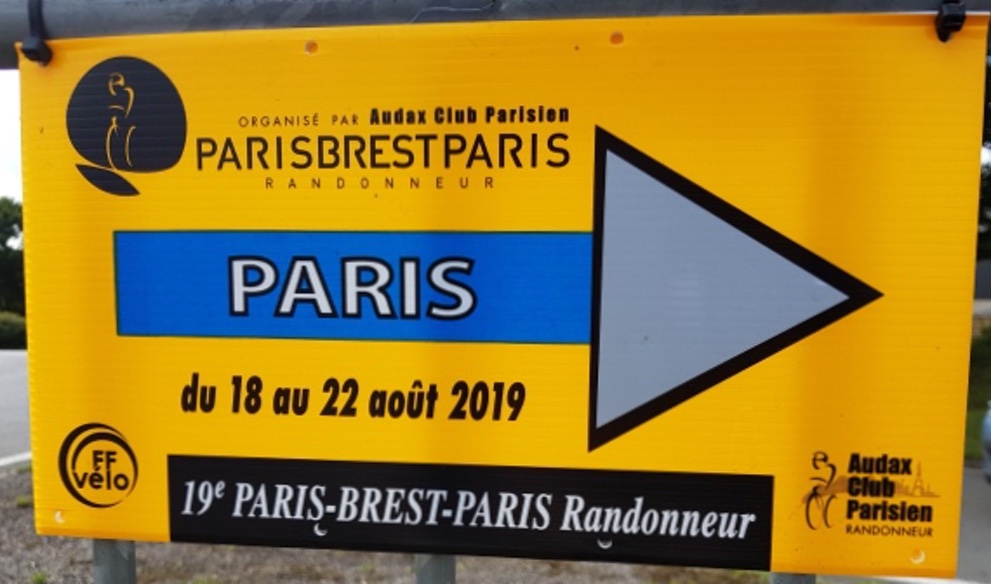 ORGANISÉ PAR Audax Club Parisien
PARISBRESTPARIS
RANDONNEUR
PARIS
du 18 au 22 août 2019
FF
vélo
19e PARIS-BREST-PARIS Randonneur
Audax
Club
Parisien
RANDONNEUR